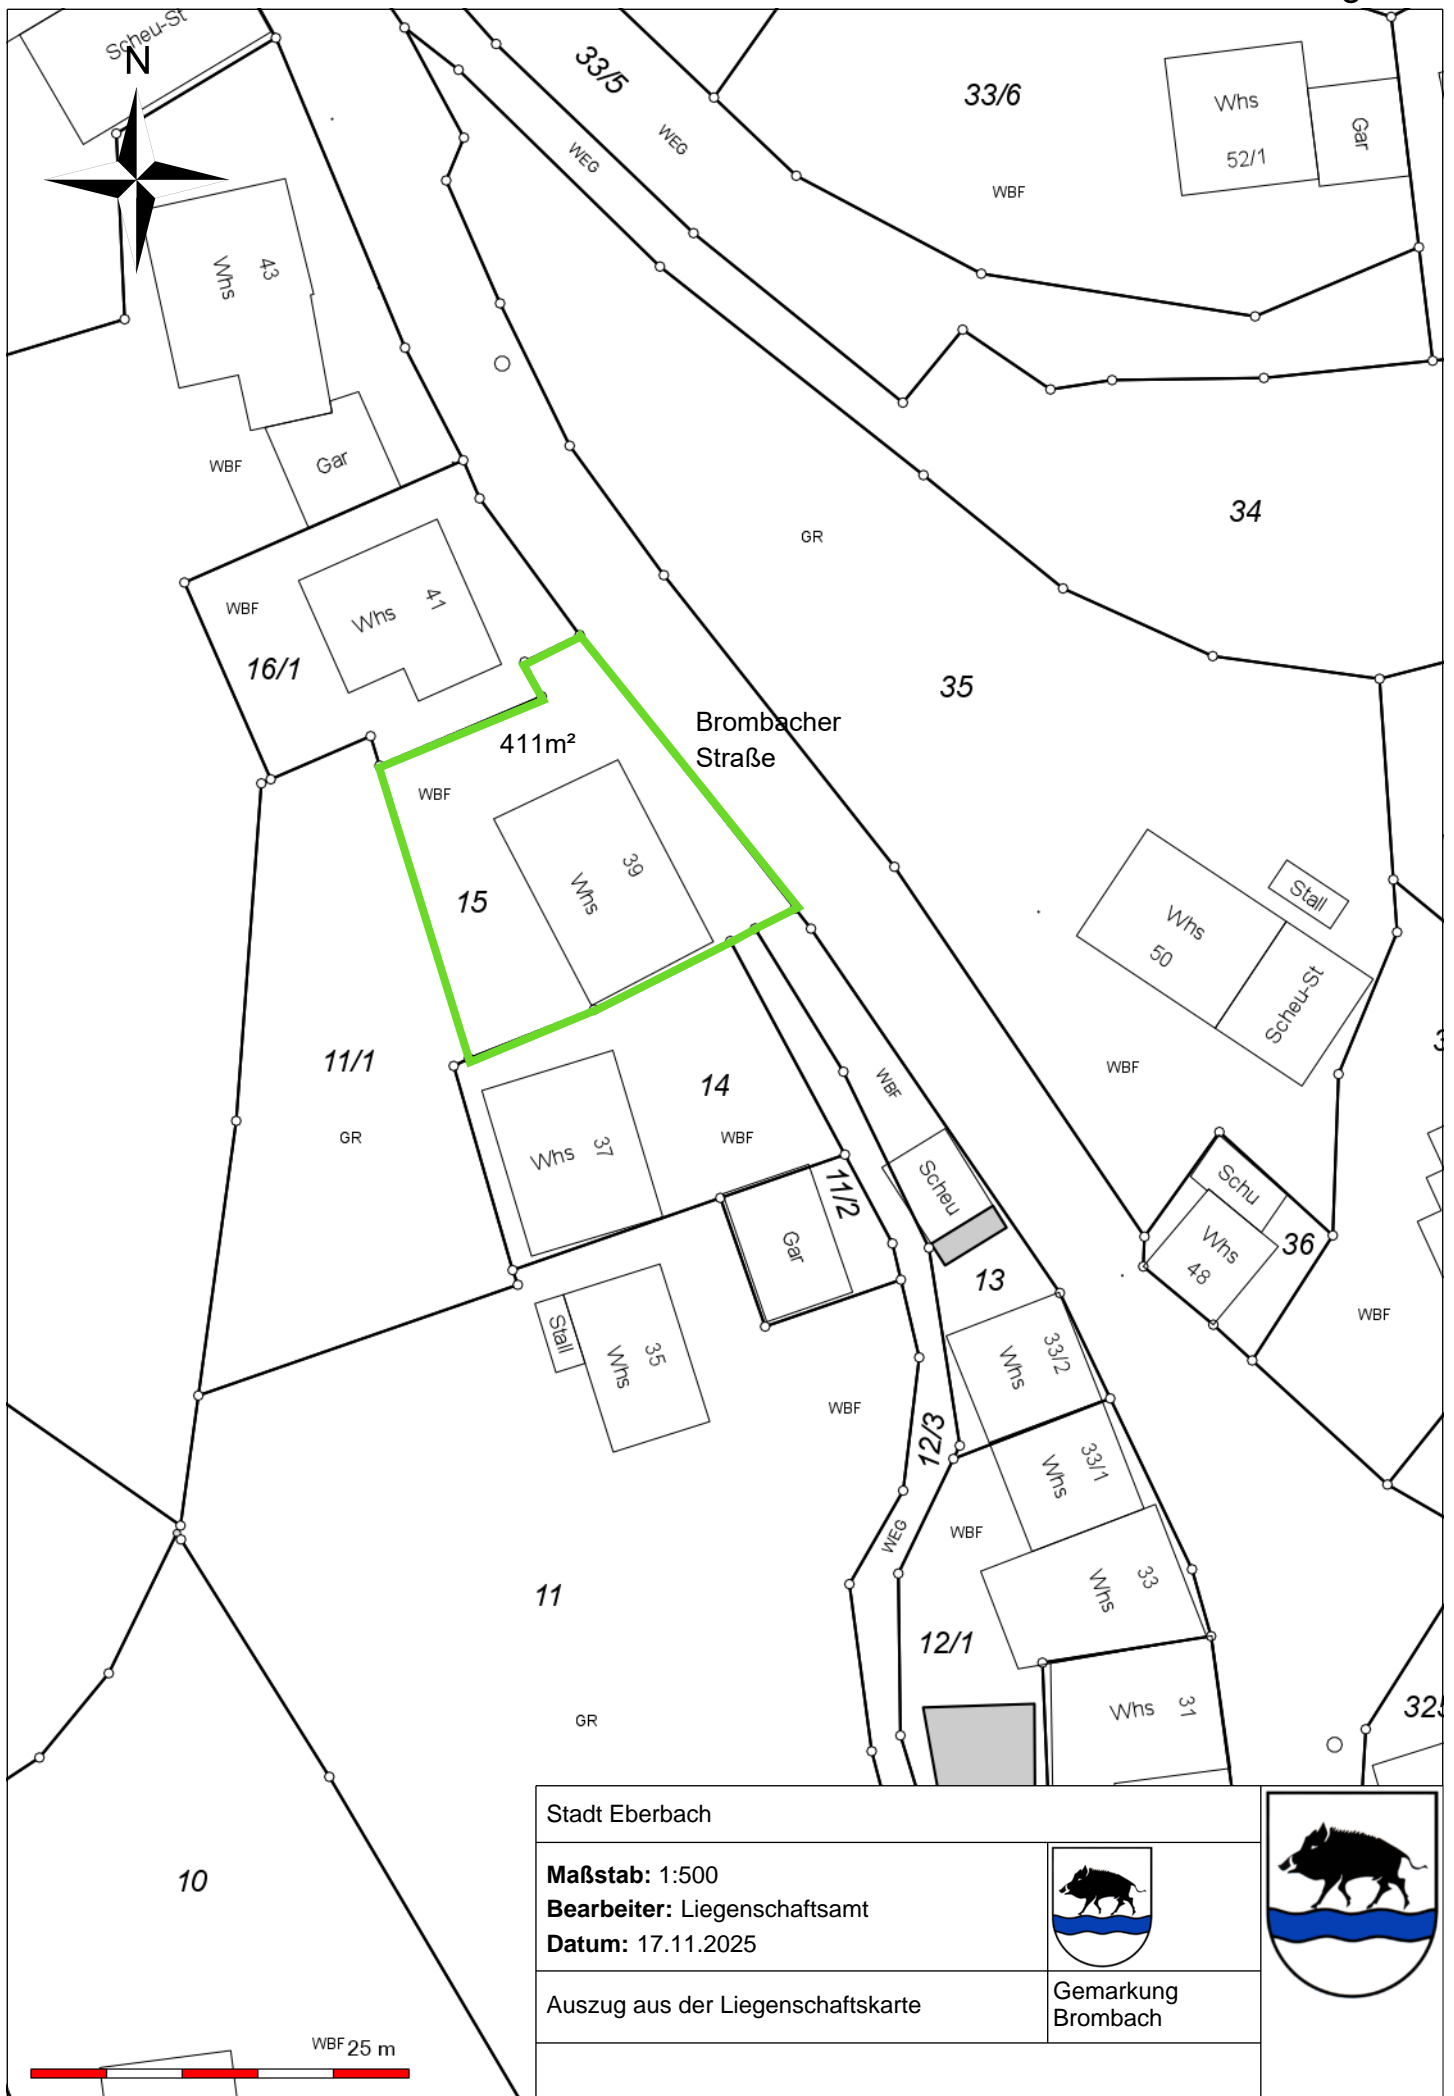 g
Scheu-St
N
33/5
33/6
Whs
52/1
Gar
WEG
WEG
WBF
Whs
43
WBF
Gar
34
GR
WBF
Whs
41
16/1
35
Brombacher
Straße
411m²
WBF
39
Whs
15
Stall
Whs
50
Scheu-St
11/1
14
WBF
WBF
GR
WBF
Whs
37
11/2
Scheu
Schu
Whs
48
36
Gar
13
WBF
Stall
Whs
35
33/2
Whs
WBF
12/3
33/1
Whs
WEG
WBF
33
Whs
11
12/1
GR
Whs
31
325
Stadt Eberbach
10
Maßstab: 1:500
Bearbeiter: Liegenschaftsamt
Datum: 17.11.2025
Auszug aus der Liegenschaftskarte
Gemarkung
Brombach
WBF
25 m